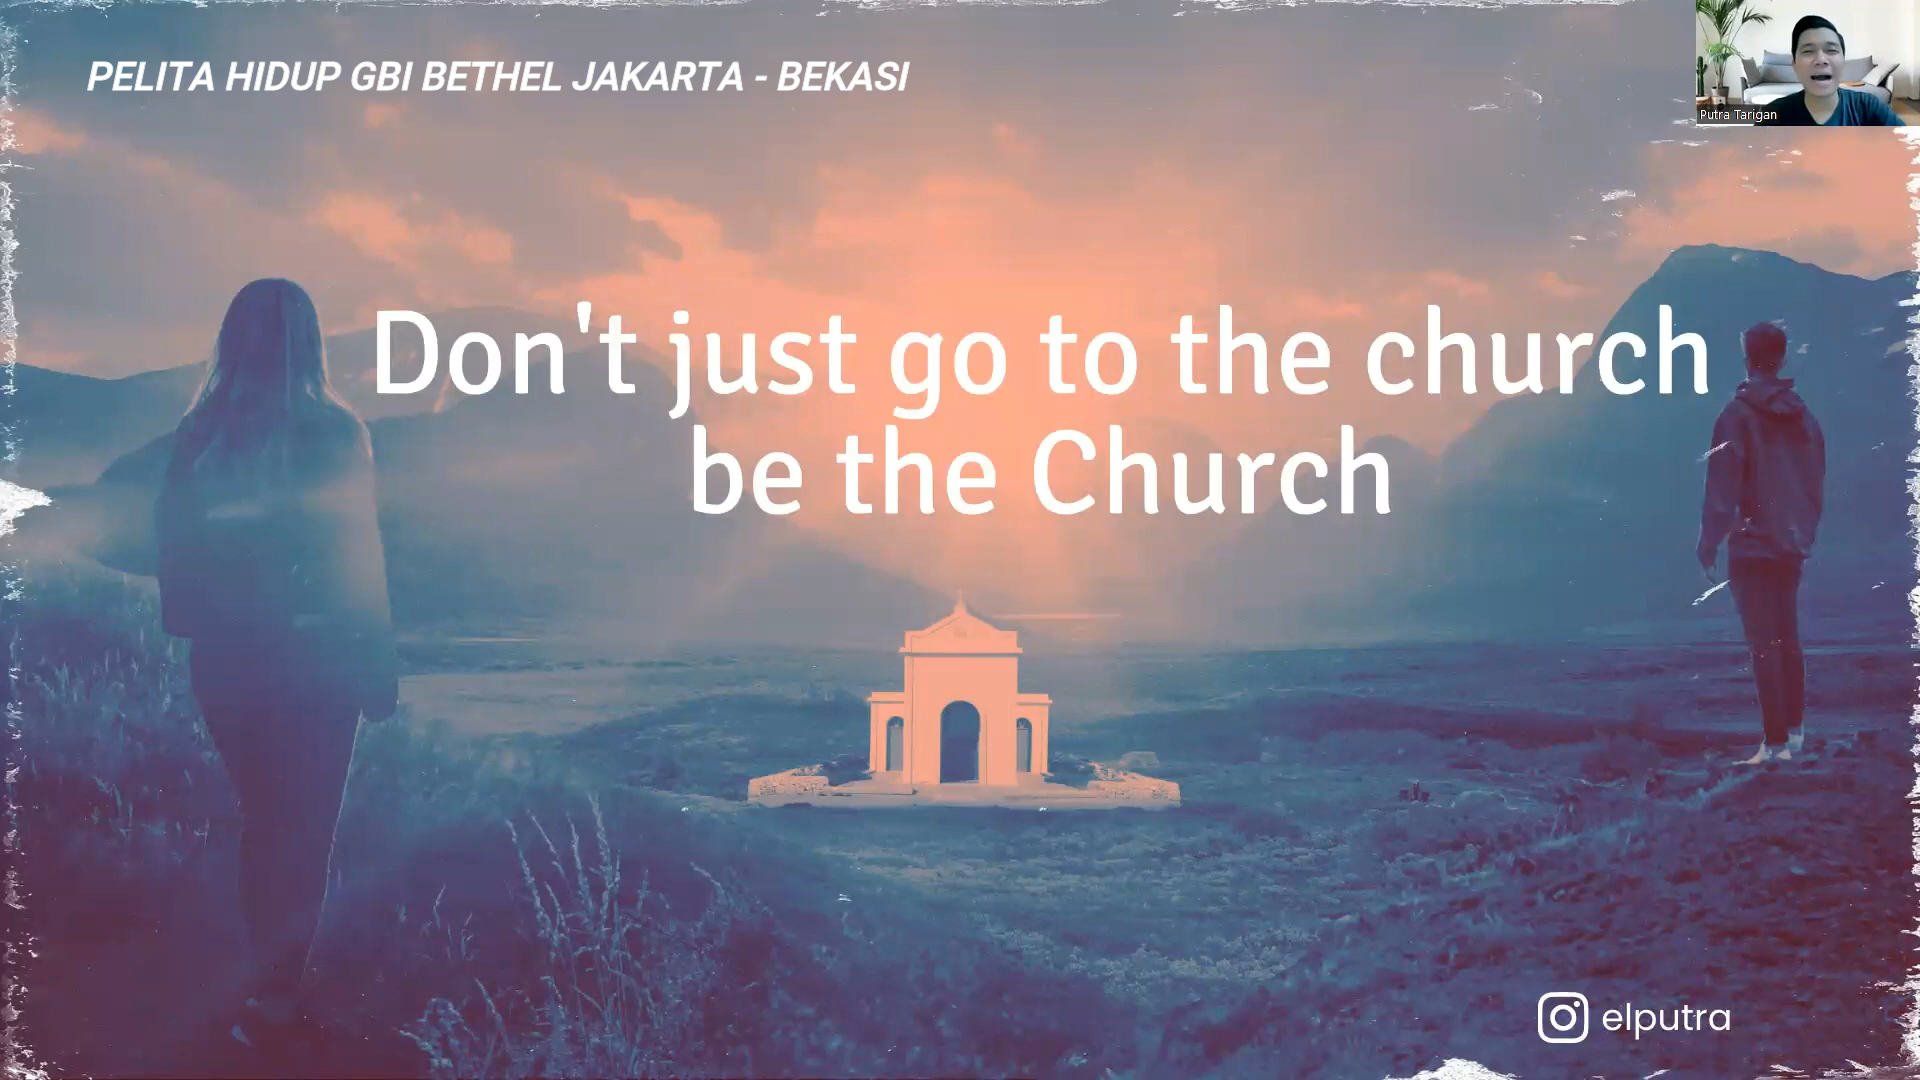 PELITA HIDUP GBI BETHEL JAKARTA - BEKASI
Putra Tarigan
Don't just go to the church
be the Church
elputra